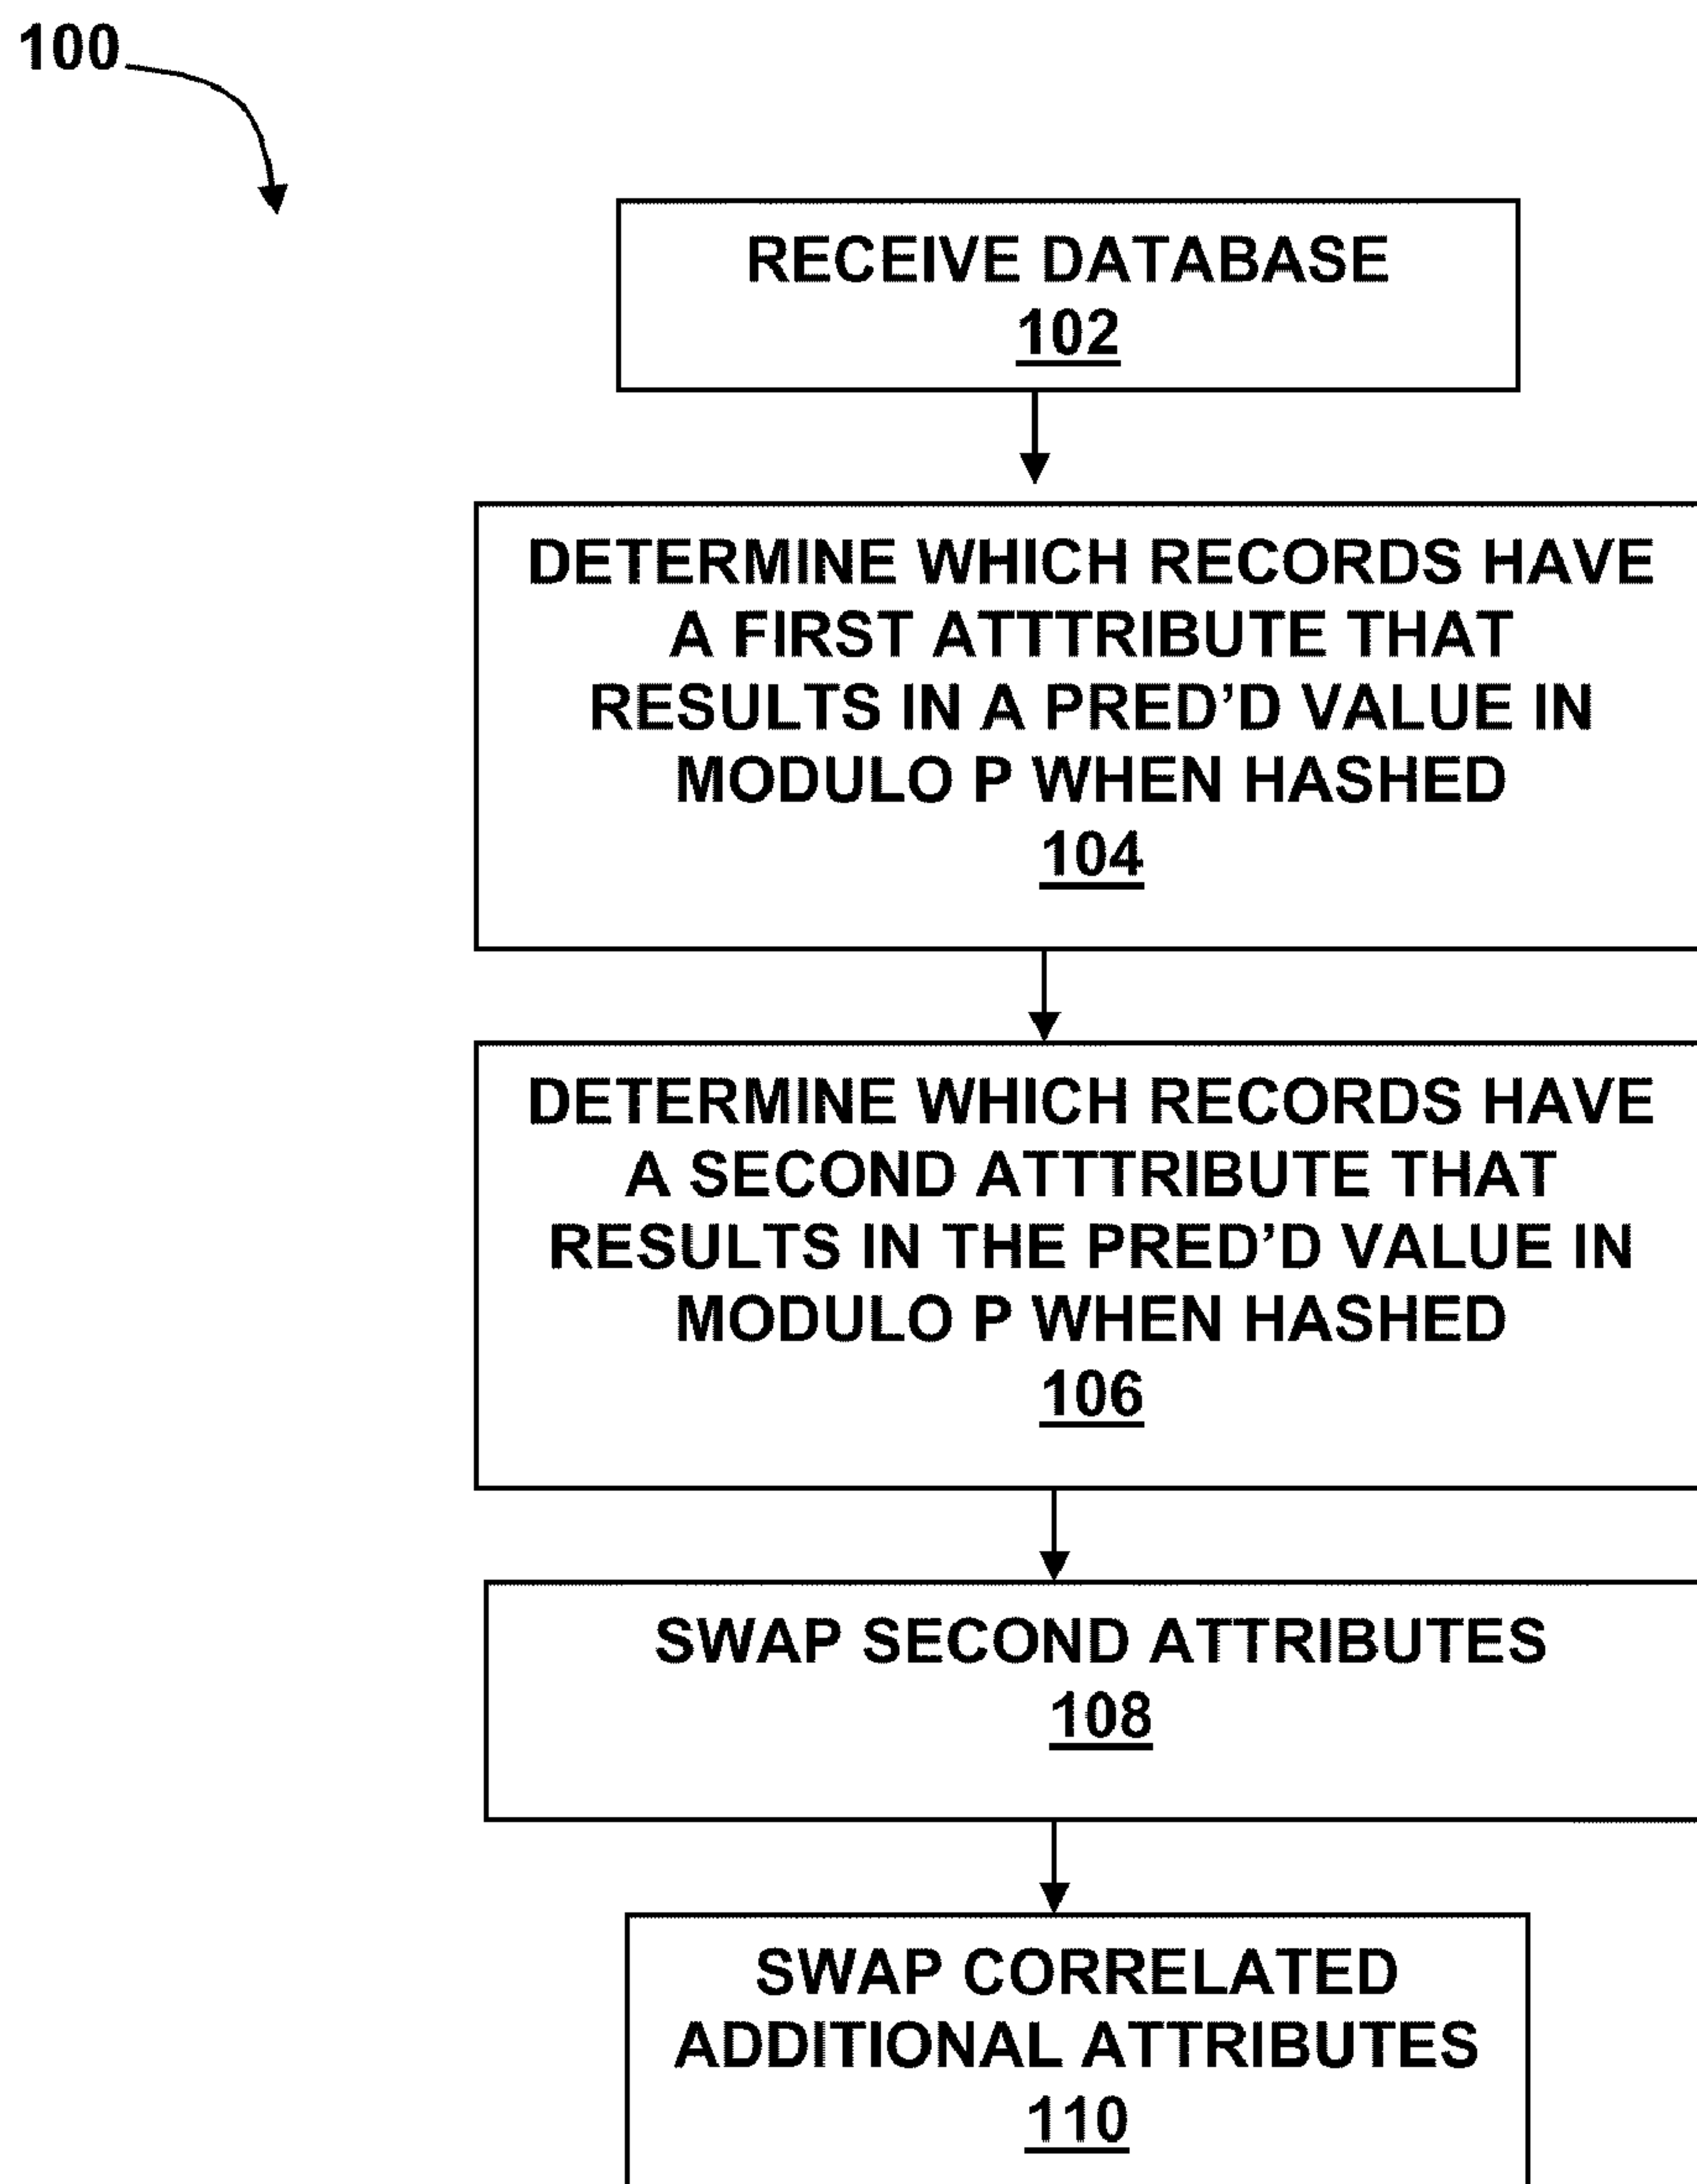 100
RECEIVE DATABASE
102
DETERMINE WHICH RECORDS HAVE
A FIRST ATTTRIBUTE THAT
RESULTS IN A PRED’D VALUE IN
MODULO P WHEN HASHED
104
DETERMINE WHICH RECORDS HAVE
A SECOND ATTTRIBUTE THAT
RESULTS IN THE PRED’D VALUE IN
MODULO P WHEN HASHED
106
SWAP SECOND ATTRIBUTES
108
SWAP CORRELATED
ADDITIONAL ATTRIBUTES
110